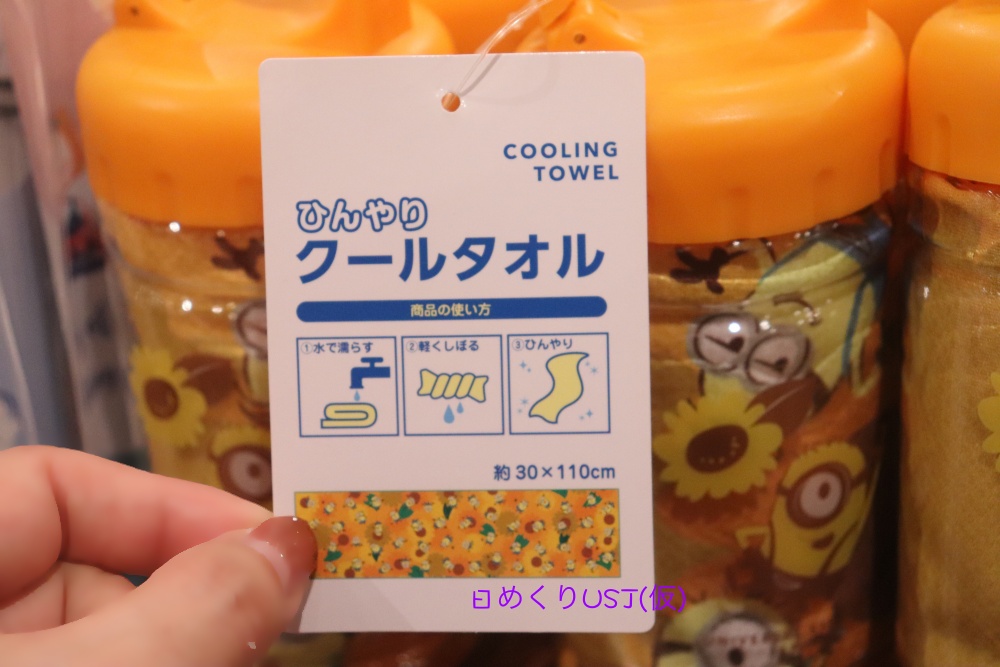 COOLING
TOWEL
ひんやり
クールタオル
商品の使い方
①水で濡らす
②軽くしぼる
③ひんやり
約30×110cm
日めくりUSJ(仮)